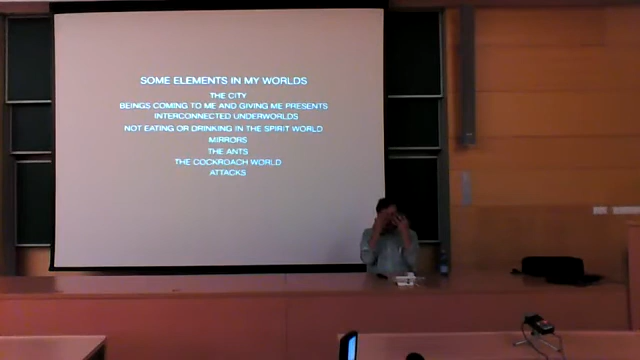 SOME ELEMENTS IN MY WORLDS
THE CITY
BEINGS COMING TO ME AND GIVING ME PRESENTS
INTERCONNECTED UNDERWORLDS
NOT EATING OR DRINKING IN THE SPIRIT WORLD
MIRRORS
THE ANTS
THE COCKROACH WORLD
ATTACKS